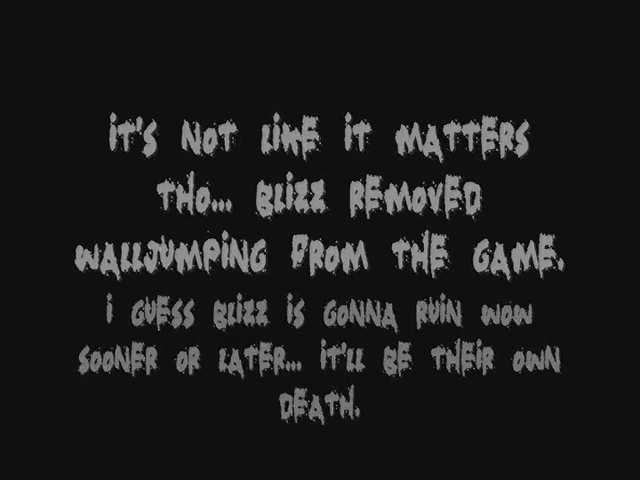 IT'S NOT LIKE IT MATTERS
THO... BLIZZ REMOVED
WALLJUMPING FROM THE GAME.
I GUESS BLIZZ IS GONNA RUIN WOW
SOONER OR LATER... IT'LL BE THEIR OWN
DEATH.